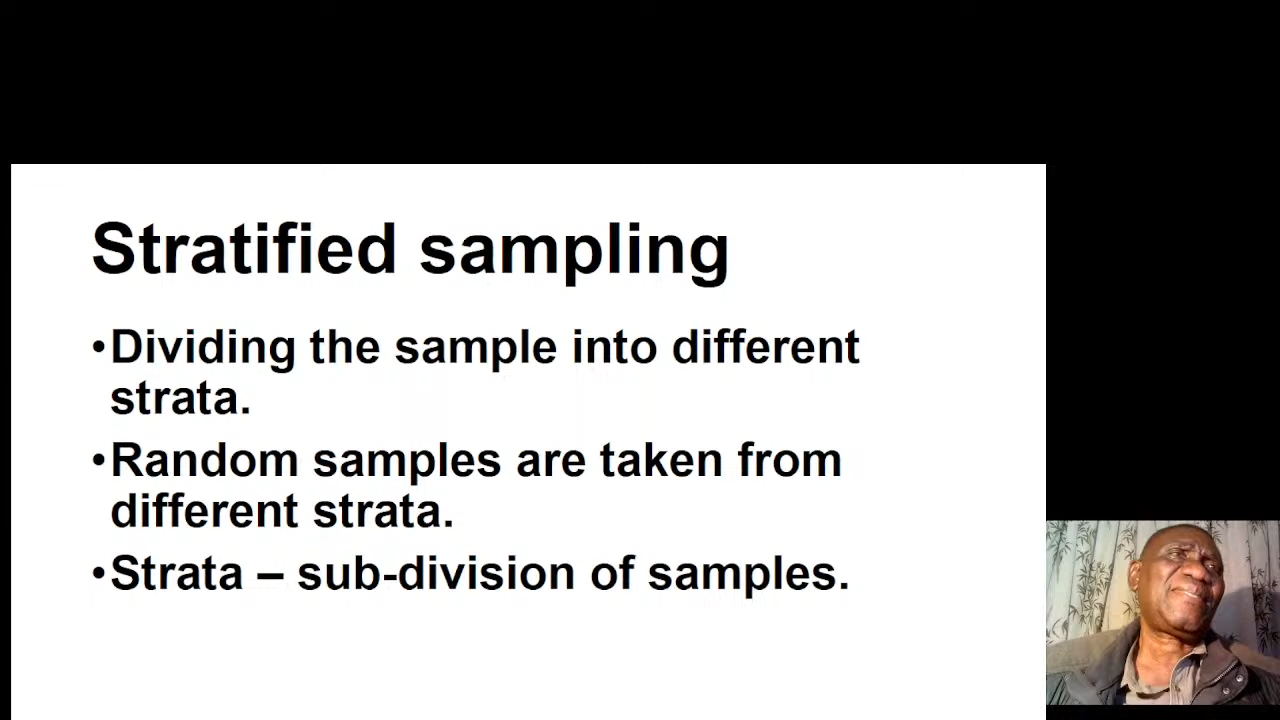 Stratified sampling
•Dividing the sample into different
strata.
•Random samples are taken from
different strata.
•Strata – sub-division of samples.